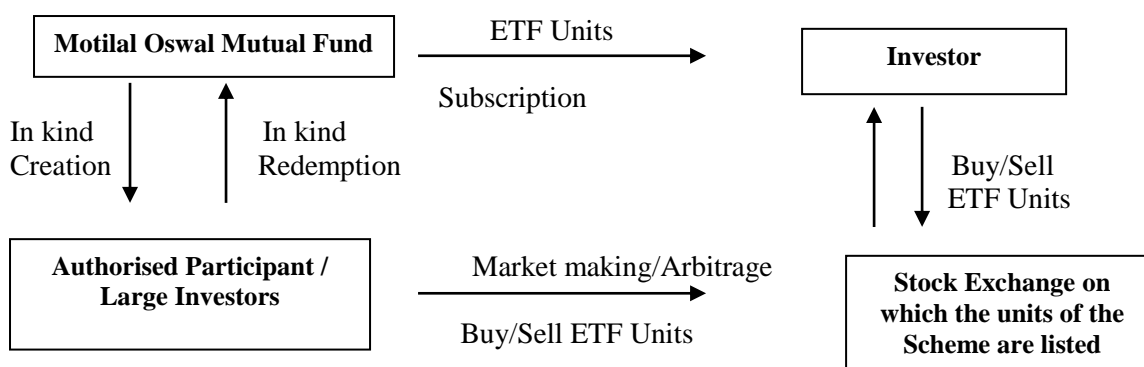 Motilal Oswal Mutual Fund
ETF Units
Subscription
Investor
In kind
Creation
In kind
Redemption
Buy/Sell
ETF Units
Authorised Participant /
Large Investors
Market making/Arbitrage
Buy/Sell ETF Units
Stock Exchange on
which the units of the
Scheme are listed